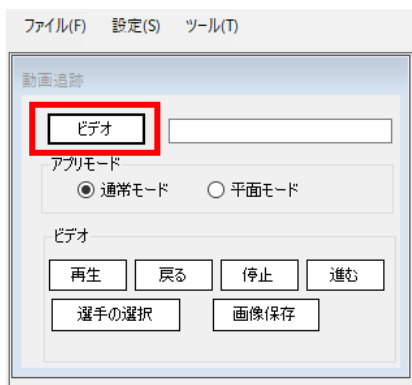 ファイル(F) 設定(S) ツール(T)
動画追跡
ビデオ
アプリモード
通常モード 平面モード
ビデオ
再生 戻る 停止 進む
選手の選択 画像保存